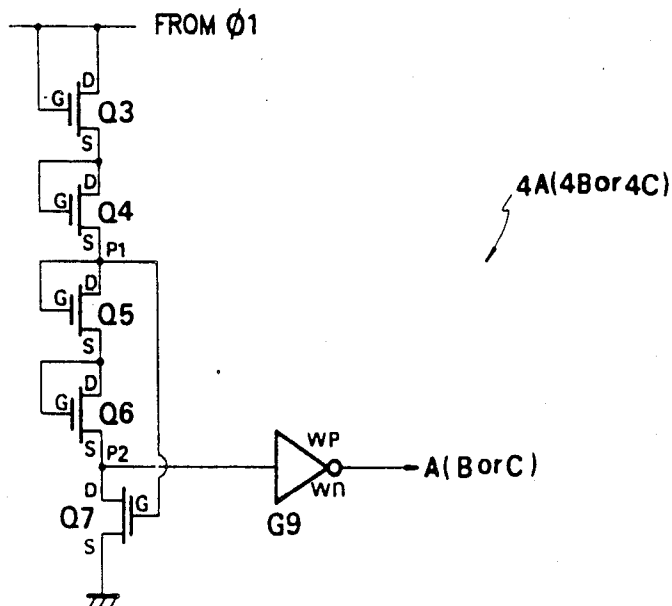 FROM Ø1
D
G
Q3
S
4A(4Bor4C)
D
G
Q4
S
P1
D
G
Q5
S
D
G
Q6
S
P2
WP
A(BorC)
Wn
D
G
Q7
G9
S